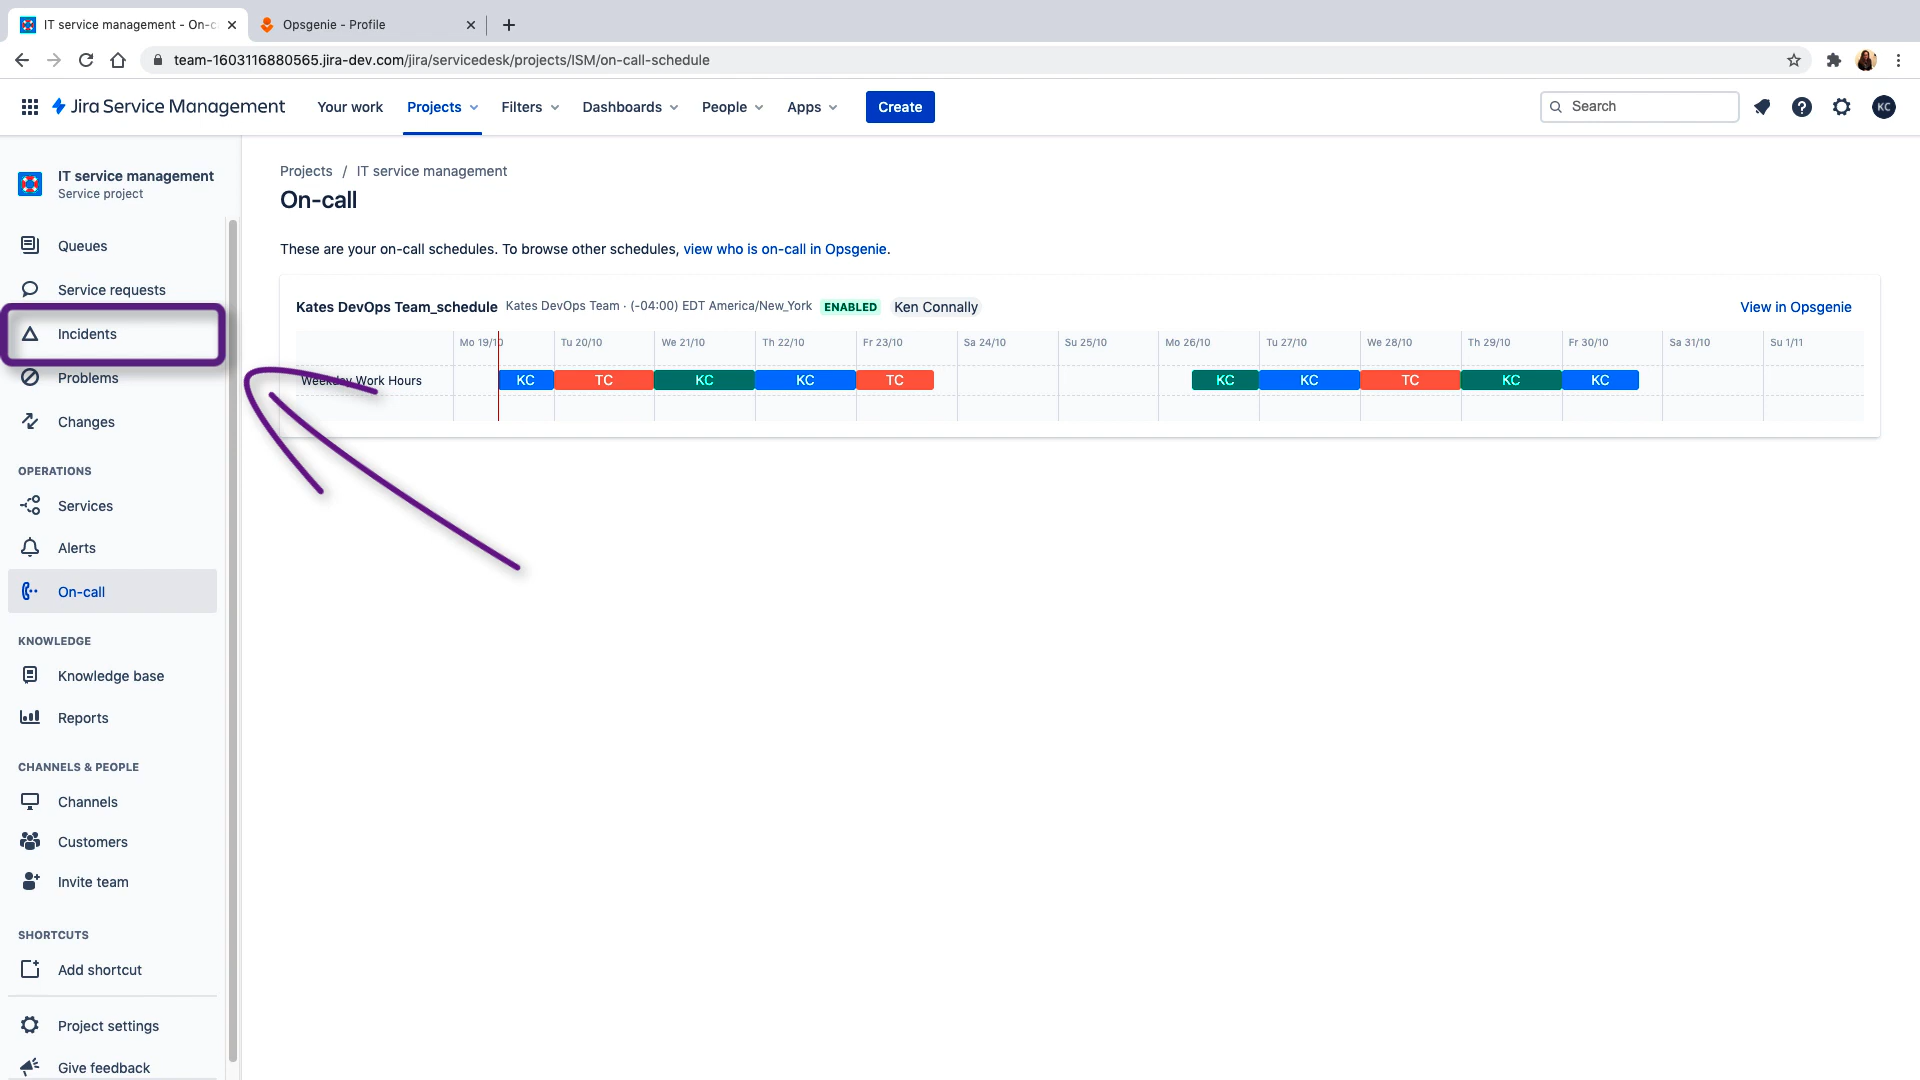 IT service management - On-c
Opsgenie - Profile
team-1603116880565.jira-dev.com/jira/servicedesk/projects/ISM/on-call-schedule
Jira Service Management
Your work
Projects
Filters
Dashboards
People
Apps
Create
Search
KC
IT service management
Service project
Queues
Service requests
Incidents
Problems
Changes
OPERATIONS
Services
Alerts
On-call
KNOWLEDGE
Knowledge base
Reports
CHANNELS & PEOPLE
Channels
Customers
Invite team
SHORTCUTS
Add shortcut
Project settings
Give feedback
Projects / IT service management
On-call
These are your on-call schedules. To browse other schedules, view who is on-call in Opsgenie.
Kates DevOps Team_schedule Kates DevOps Team · (-04:00) EDT America/New_York ENABLED Ken Connally View in Opsgenie
Mo 19/10 Tu 20/10 We 21/10 Th 22/10 Fr 23/10 Sa 24/10 Su 25/10 Mo 26/10 Tu 27/10 We 28/10 Th 29/10 Fr 30/10 Sa 31/10 Su 1/11
Weekday Work Hours KC TC KC KC TC KC KC TC KC KC